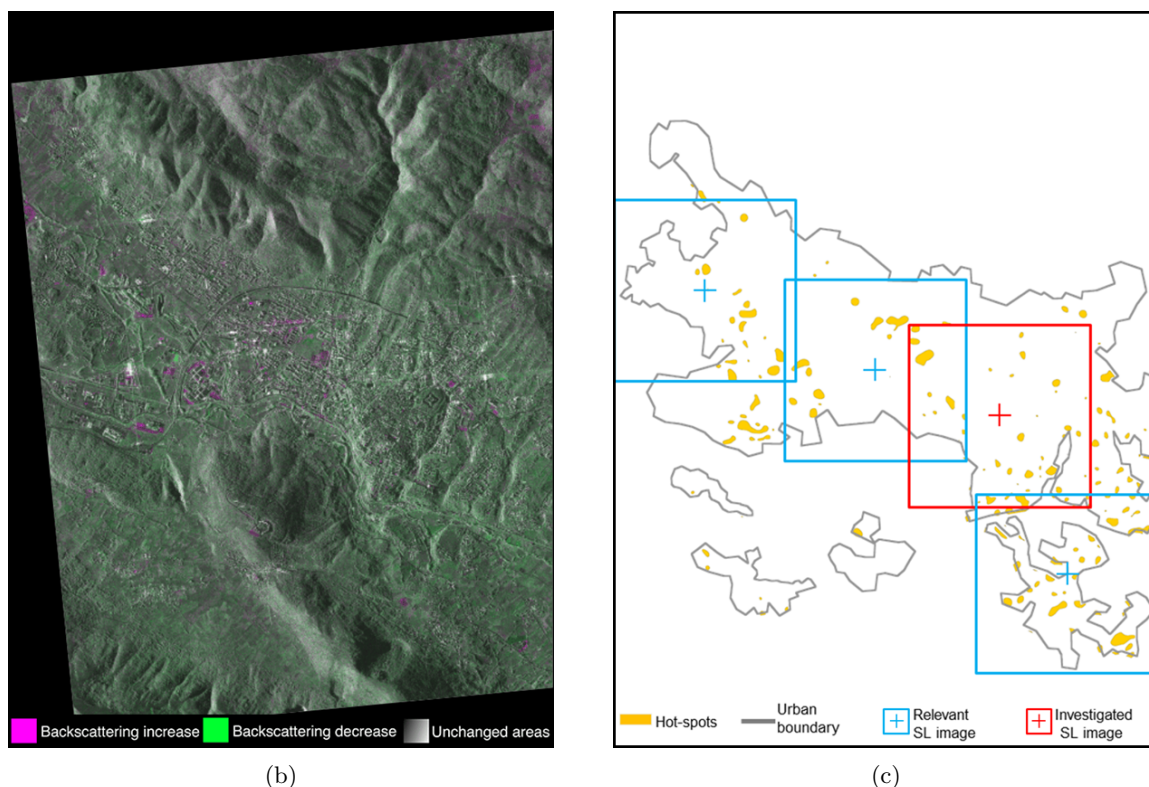 Backscattering increase
Backscattering decrease
Unchanged areas
Hot-spots
Urban
boundary
Relevant
SL image
Investigated
SL image
(b)
(c)